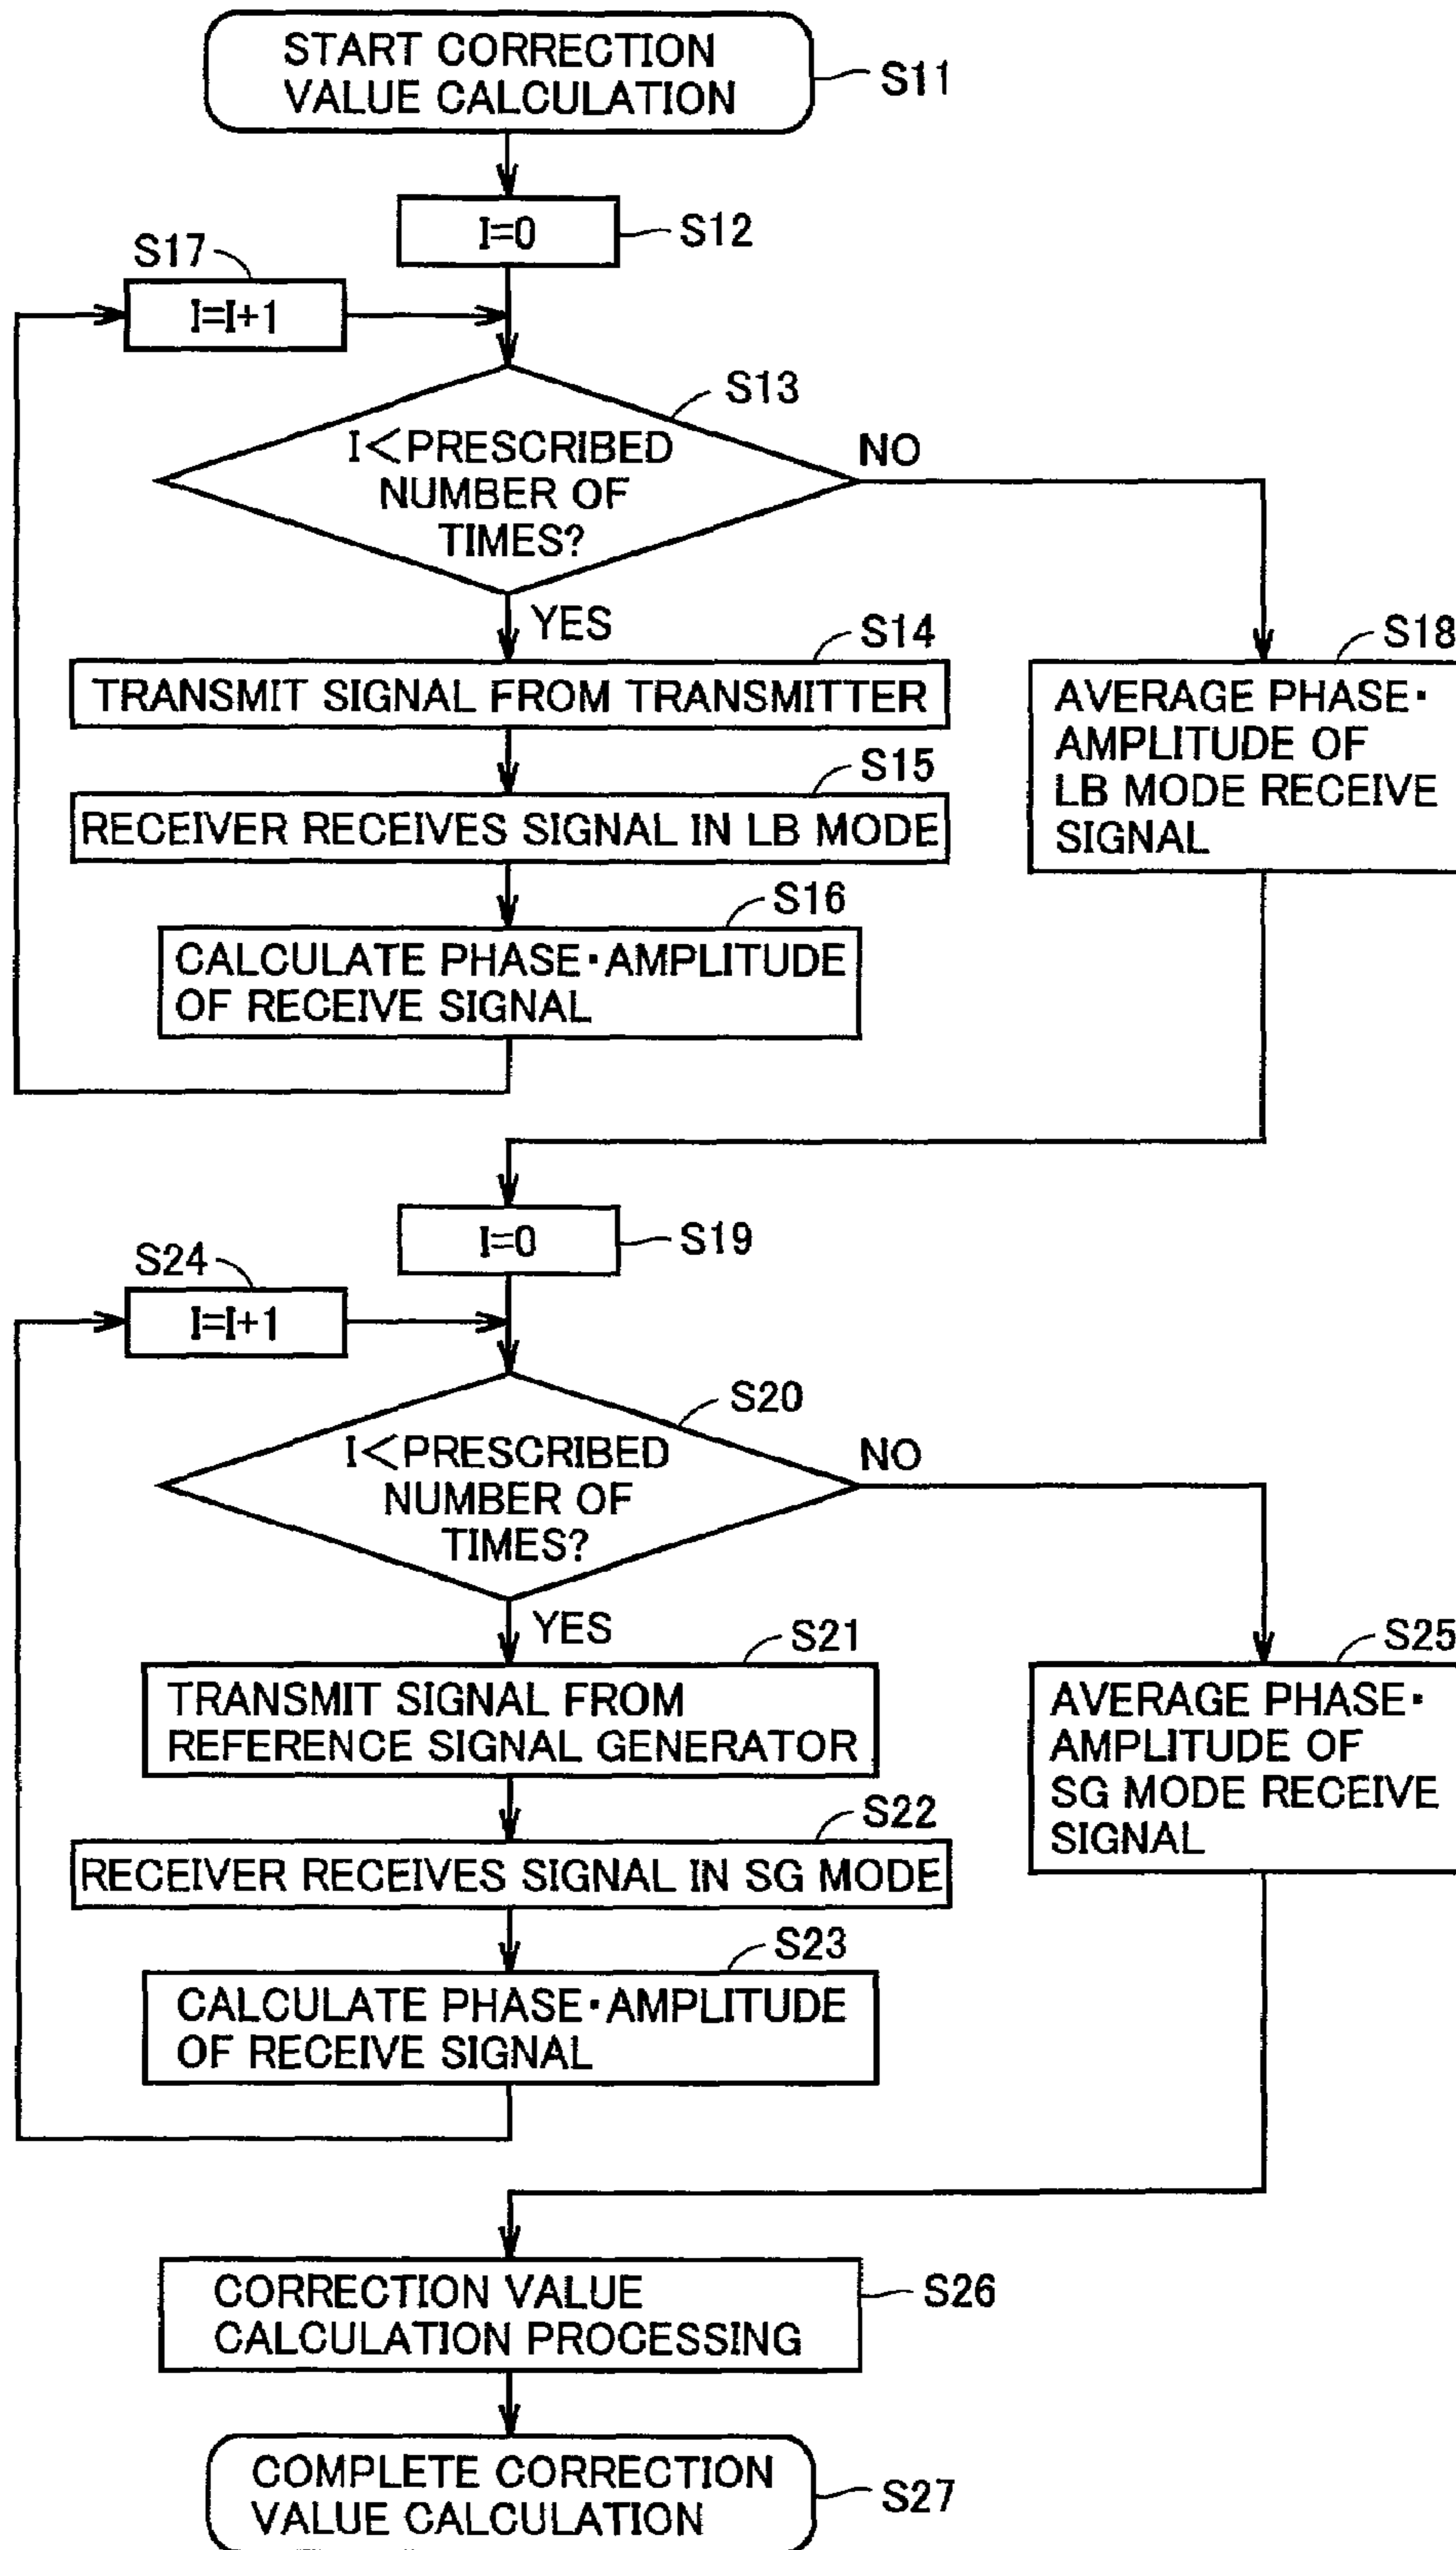 START CORRECTION
VALUE CALCULATION
S11
I=0
S12
S17
I=I+1
S13
I<PRESCRIBED
NUMBER OF
TIMES?
NO
YES
S14
TRANSMIT SIGNAL FROM TRANSMITTER
S15
RECEIVER RECEIVES SIGNAL IN LB MODE
S16
CALCULATE PHASE·AMPLITUDE
OF RECEIVE SIGNAL
S18
AVERAGE PHASE·
AMPLITUDE OF
LB MODE RECEIVE
SIGNAL
I=0
S19
S24
I=I+1
S20
I<PRESCRIBED
NUMBER OF
TIMES?
NO
YES
S21
TRANSMIT SIGNAL FROM
REFERENCE SIGNAL GENERATOR
S22
RECEIVER RECEIVES SIGNAL IN SG MODE
S23
CALCULATE PHASE·AMPLITUDE
OF RECEIVE SIGNAL
S25
AVERAGE PHASE·
AMPLITUDE OF
SG MODE RECEIVE
SIGNAL
CORRECTION VALUE
CALCULATION PROCESSING
S26
COMPLETE CORRECTION
VALUE CALCULATION
S27